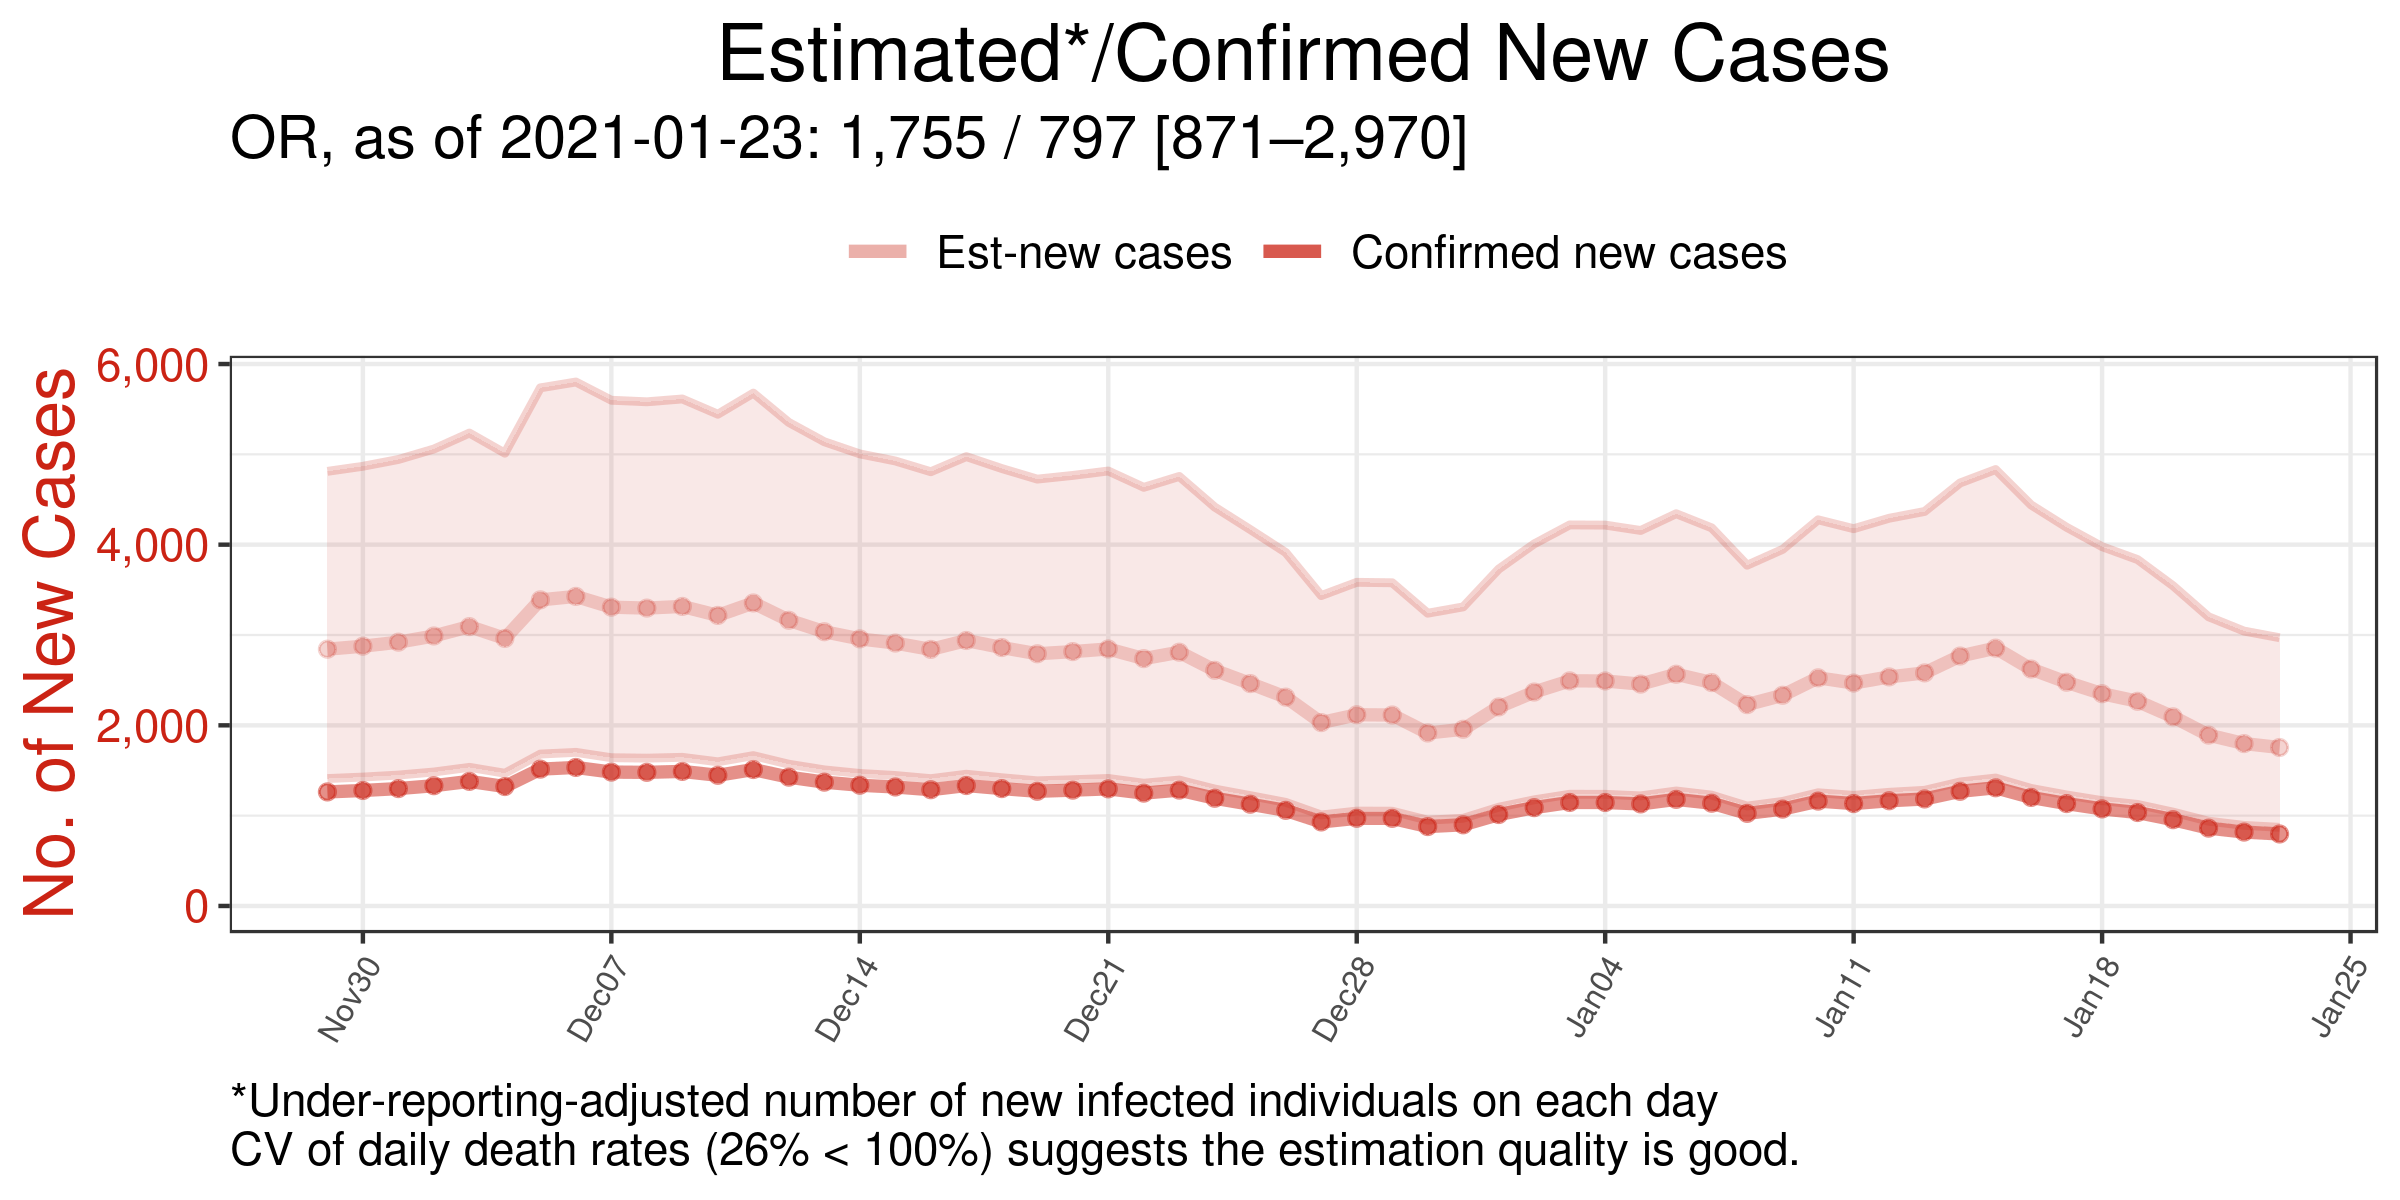 Estimated*/Confirmed New Cases
OR, as of 2021-01-23: 1,755 / 797 [871–2,970]
Est-new cases Confirmed new cases
No. of New Cases
6,000
4,000
2,000
0
Nov30 Dec07 Dec14 Dec21 Dec28 Jan04 Jan11 Jan18 Jan25
*Under-reporting-adjusted number of new infected individuals on each day
CV of daily death rates (26% < 100%) suggests the estimation quality is good.